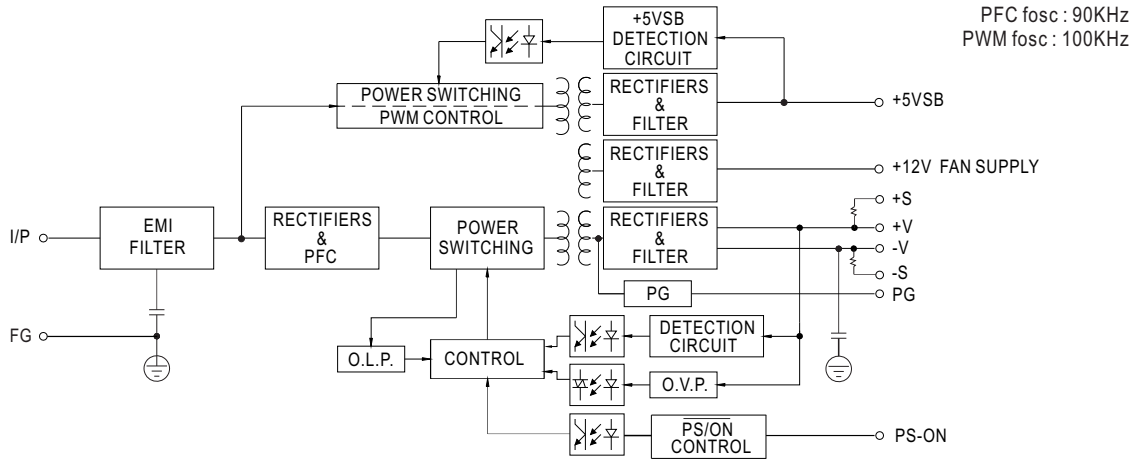 PFC fosc : 90KHz
PWM fosc : 100KHz
+5VSB
DETECTION
CIRCUIT
POWER SWITCHING
PWM CONTROL
RECTIFIERS
&
FILTER
+5VSB
RECTIFIERS
&
FILTER
+12V FAN SUPPLY
I/P
EMI
FILTER
RECTIFIERS
&
PFC
POWER
SWITCHING
RECTIFIERS
&
FILTER
+S
+V
-V
-S
PG
PG
FG
O.L.P.
CONTROL
DETECTION
CIRCUIT
O.V.P.
PS/ON
CONTROL
PS-ON